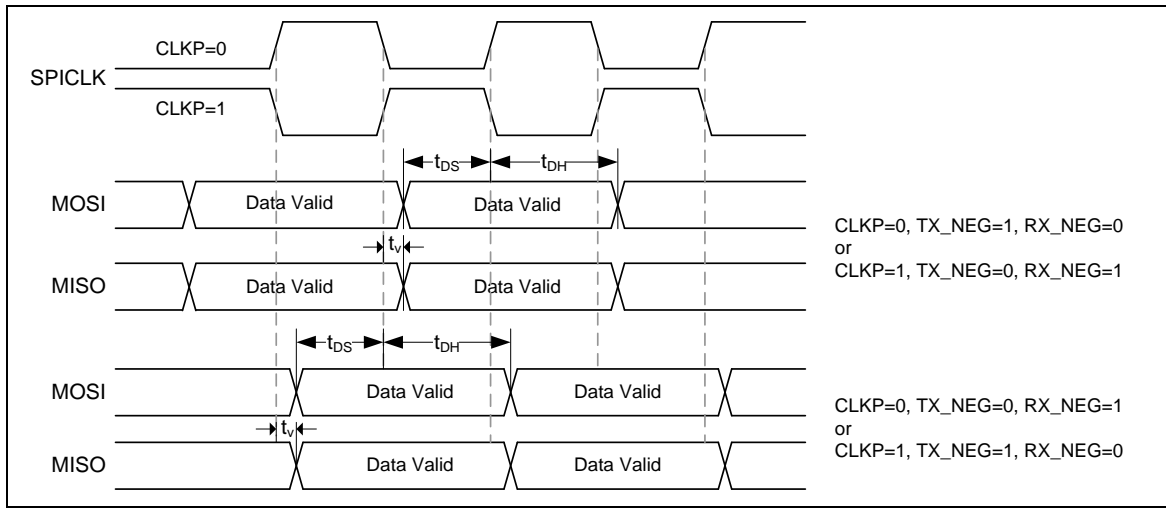 CLKP=0
SPICLK
CLKP=1
tDS
tDH
MOSI
Data Valid
Data Valid
CLKP=0, TX_NEG=1, RX_NEG=0
or
CLKP=1, TX_NEG=0, RX_NEG=1
tv
MISO
Data Valid
Data Valid
tDS
tDH
MOSI
Data Valid
Data Valid
CLKP=0, TX_NEG=0, RX_NEG=1
or
CLKP=1, TX_NEG=1, RX_NEG=0
tv
MISO
Data Valid
Data Valid